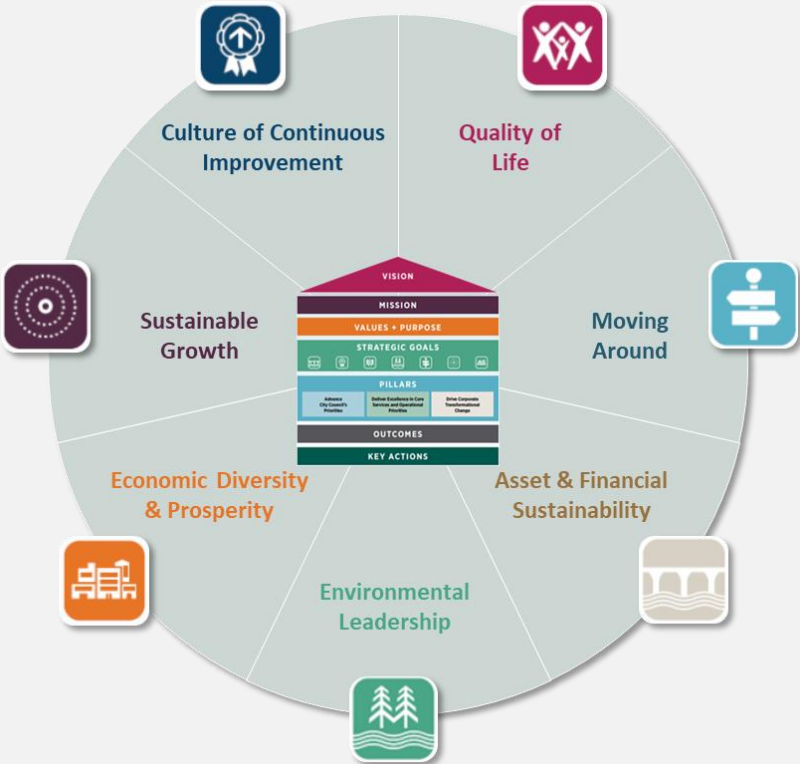 Culture of Continuous
Improvement
Quality of
Life
Sustainable
Growth
Moving
Around
Economic Diversity
& Prosperity
Asset & Financial
Sustainability
Environmental
Leadership
VISION
MISSION
VALUES + PURPOSE
STRATEGIC GOALS
PILLARS
Advance
City Council's
Priorities
Deliver Excellence in Core
Services and Operational
Priorities
Drive Corporate
Transformational
Change
OUTCOMES
KEY ACTIONS